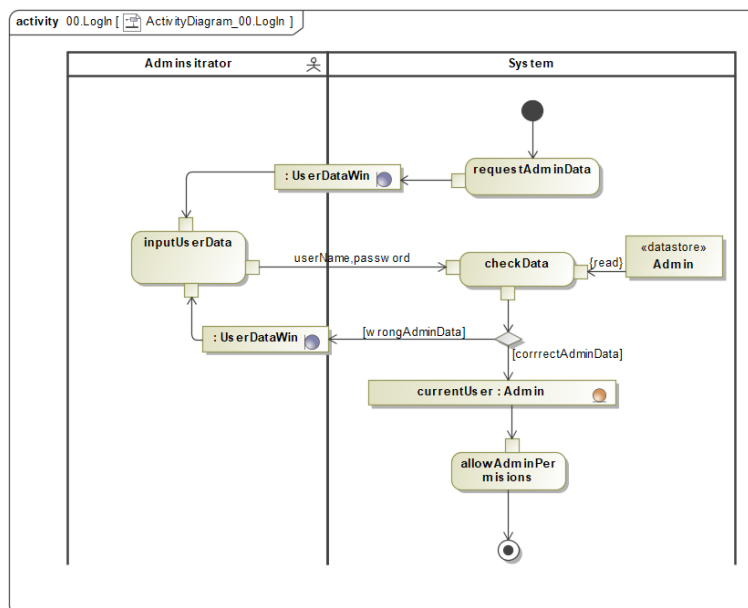 activity 00.LogIn [ ActivityDiagram_00.LogIn ]
Adminsitrator
System
requestAdminData
: UserDataWin
inputUserData
userName,password
checkData
{read}
«datastore»
Admin
: UserDataWin
[wrongAdminData]
[corrrectAdminData]
currentUser : Admin
allowAdminPer
misions